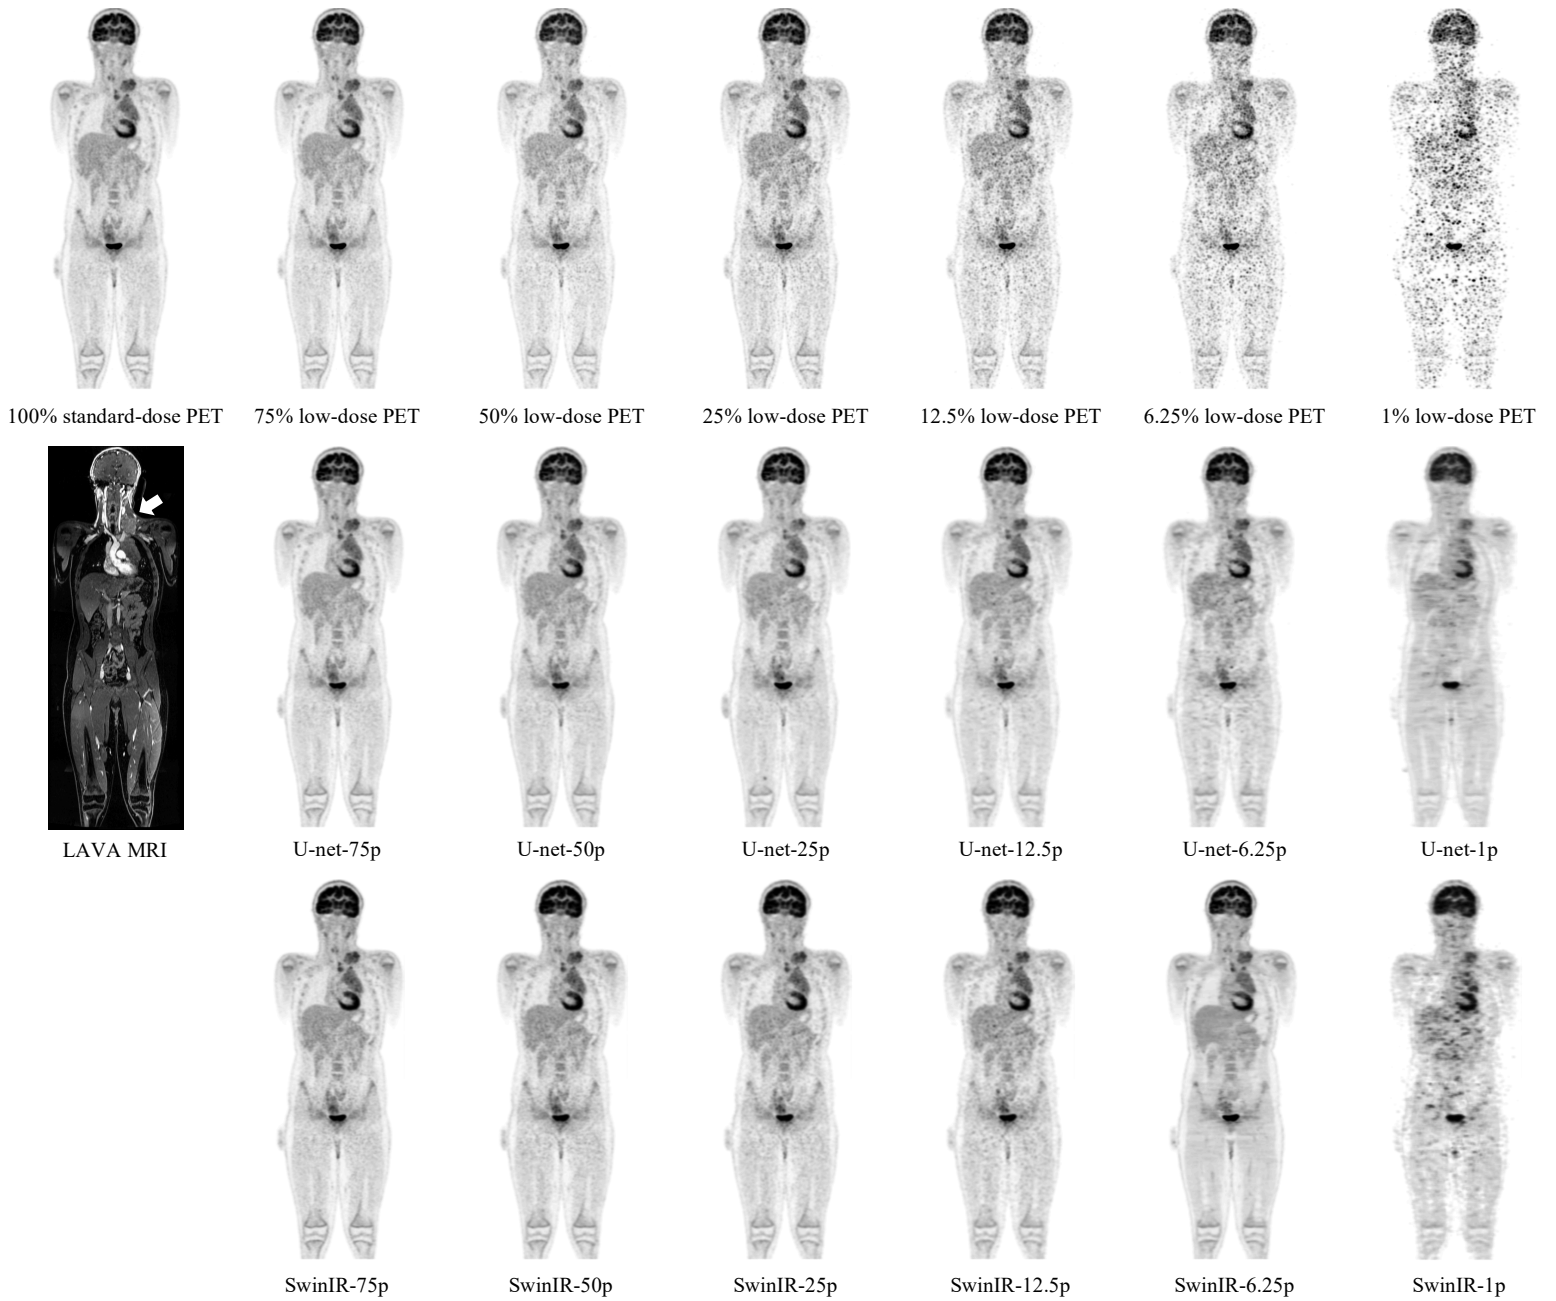 100% standard-dose PET
75% low-dose PET
50% low-dose PET
25% low-dose PET
12.5% low-dose PET
6.25% low-dose PET
1% low-dose PET
LAVA MRI
U-net-75p
U-net-50p
U-net-25p
U-net-12.5p
U-net-6.25p
U-net-1p
SwinIR-75p
SwinIR-50p
SwinIR-25p
SwinIR-12.5p
SwinIR-6.25p
SwinIR-1p